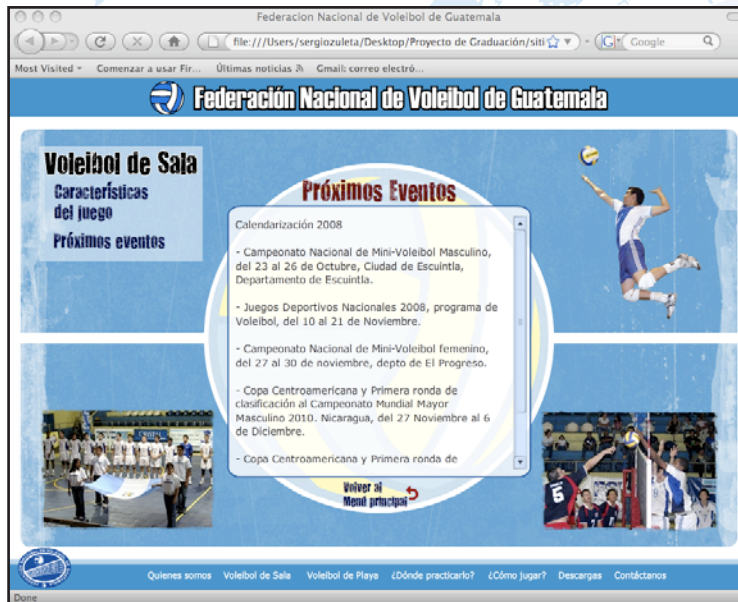 Federacion Nacional de Voleibol de Guatemala
file:///Users/sergiozuleta/Desktop/Proyecto de Graduación/siti
Google
Most Visited
Comenzar a usar Fir...
Últimas noticias
Gmail: correo electró...
Federación Nacional de Voleibol de Guatemala
Voleibol de Sala
Características
del juego
Próximos eventos
Próximos Eventos
Calendarización 2008
- Campeonato Nacional de Mini-Voleibol Masculino,
del 23 al 26 de Octubre, Ciudad de Escuintla,
Departamento de Escuintla.
- Juegos Deportivos Nacionales 2008, programa de
Voleibol, del 10 al 21 de Noviembre.
- Campeonato Nacional de Mini-Voleibol femenino,
del 27 al 30 de noviembre, depto de El Progreso.
- Copa Centroamericana y Primera ronda de
clasificación al Campeonato Mundial Mayor
Masculino 2010. Nicaragua, del 27 Noviembre al 6
de Diciembre.
- Copa Centroamericana y Primera ronda de
Volver al
Menú principal
5
Quienes somos
Voleibol de Sala
Voleibol de Playa
¿Dónde practicarlo?
¿Cómo jugar?
Descargas
Contáctanos
Done